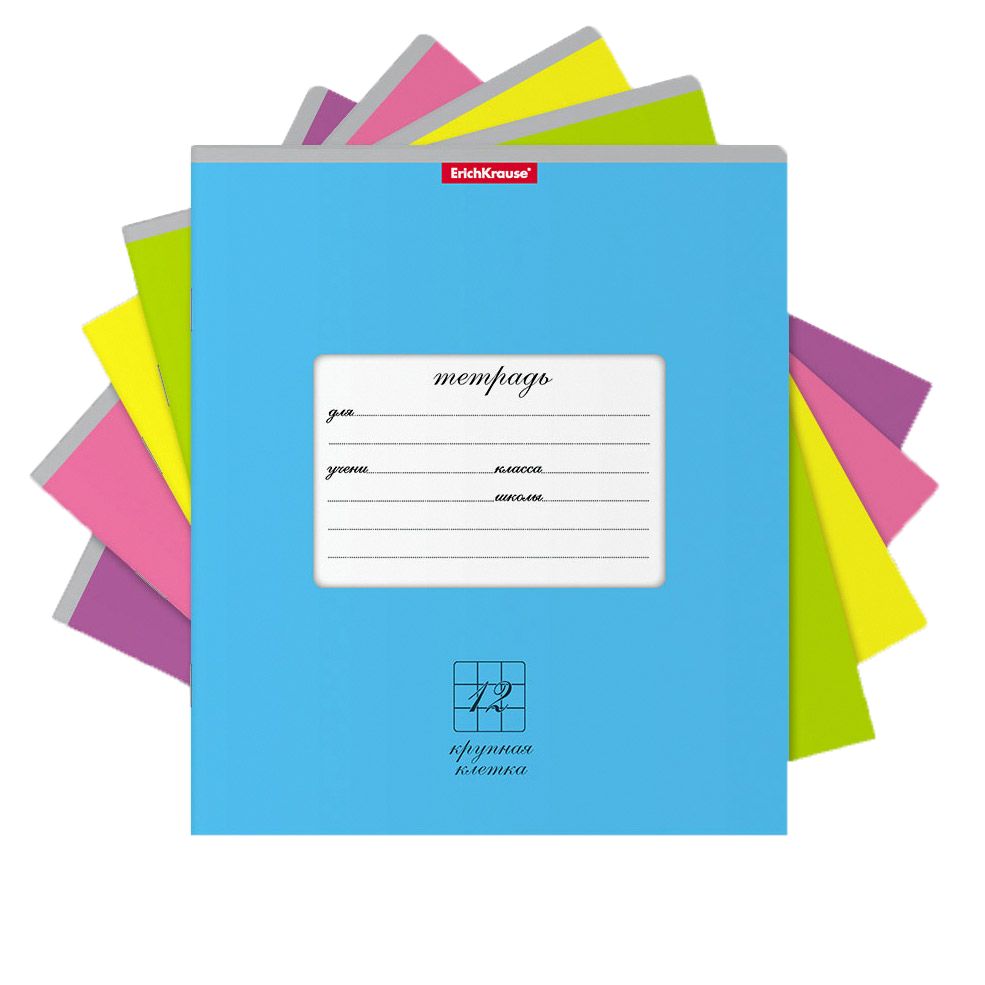 ErichKrause®
тетрадь
для
учени класса
школы
12
крупная
клетка